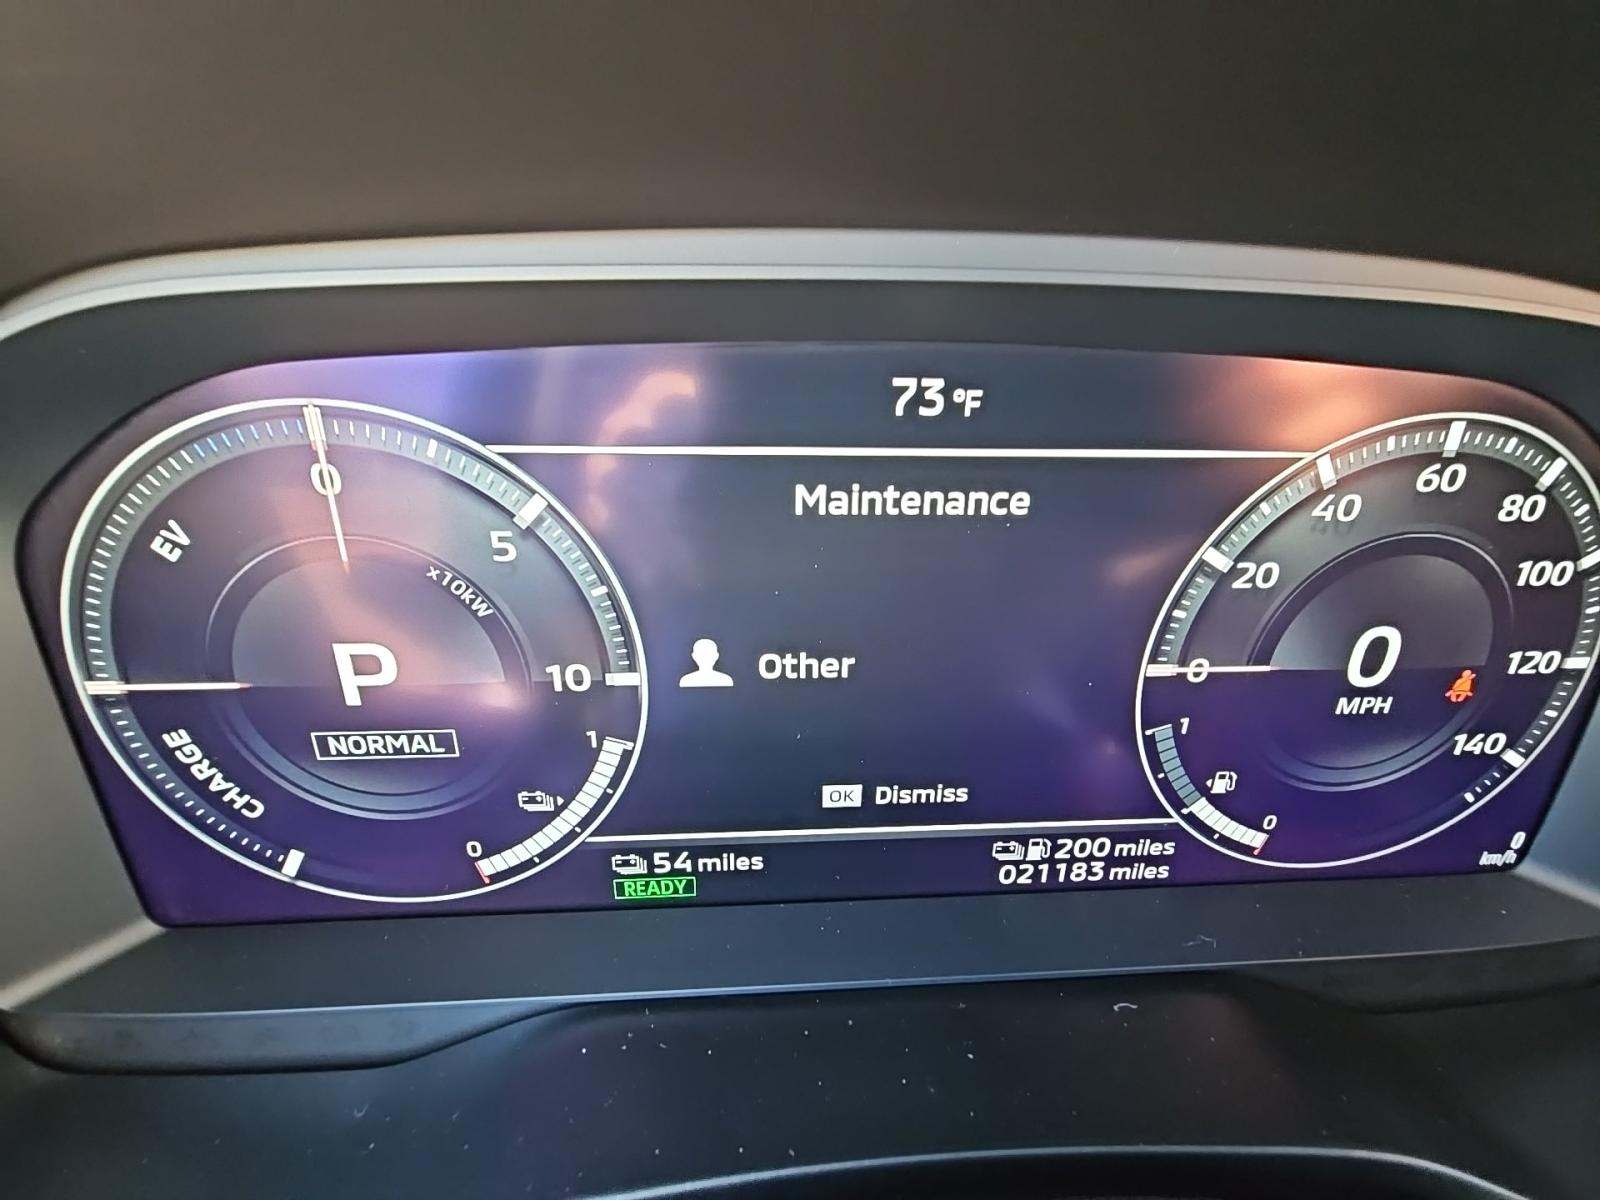 73 °F
Maintenance
Other
OK Dismiss
EV
0
5
10
x10kW
P
NORMAL
CHARGE
1
0
54 miles
READY
200 miles
021183 miles
0
20
40
60
80
100
120
140
0
MPH
1
0
0
km/h